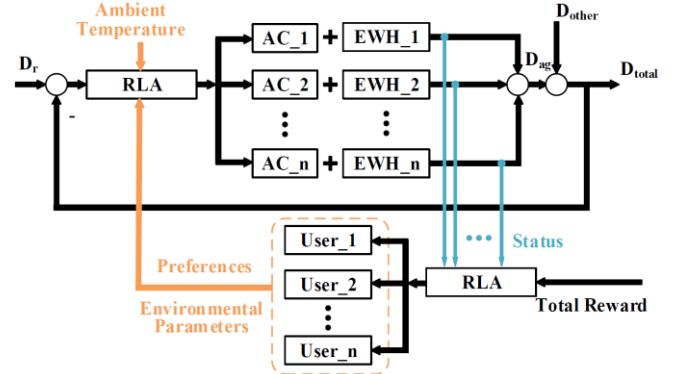 Ambient
Temperature
D_r
RLA
-
AC_1 + EWH_1
AC_2 + EWH_2
AC_n + EWH_n
D_ag
D_other
D_total
User_1
User_2
User_n
Preferences
Environmental
Parameters
Status
RLA
Total Reward